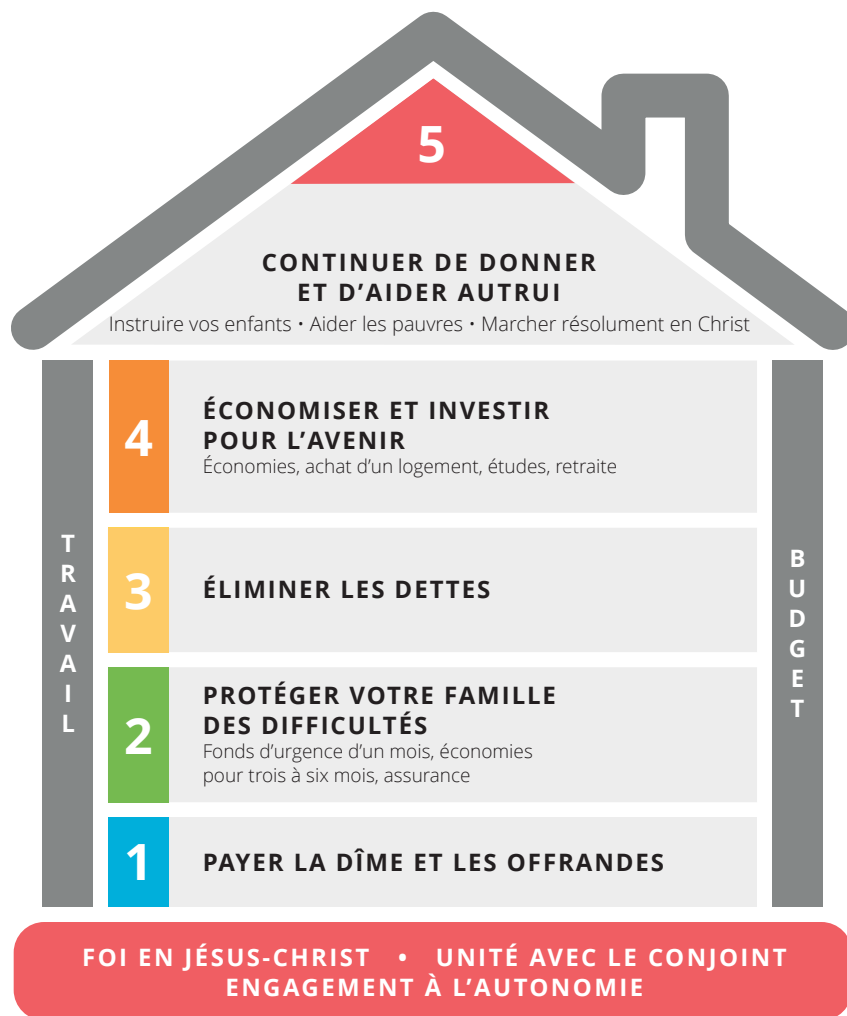 5
CONTINUER DE DONNER
ET D’AIDER AUTRUI
Instruire vos enfants • Aider les pauvres • Marcher résolument en Christ
4
ÉCONOMISER ET INVESTIR
POUR L’AVENIR
Économies, achat d’un logement, études, retraite
3
ÉLIMINER LES DETTES
2
PROTÉGER VOTRE FAMILLE
DES DIFFICULTÉS
Fonds d’urgence d’un mois, économies
pour trois à six mois, assurance
1
PAYER LA DÎME ET LES OFFRANDES
TRAVAIL
BUDGET
FOI EN JÉSUS-CHRIST • UNITÉ AVEC LE CONJOINT
ENGAGEMENT À L’AUTONOMIE